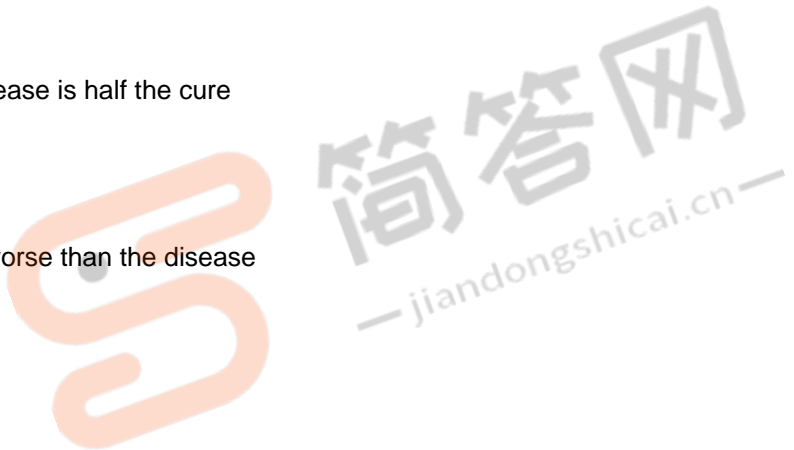 ease is half the cure
简答网
jiandongshicai.cn
orse than the disease